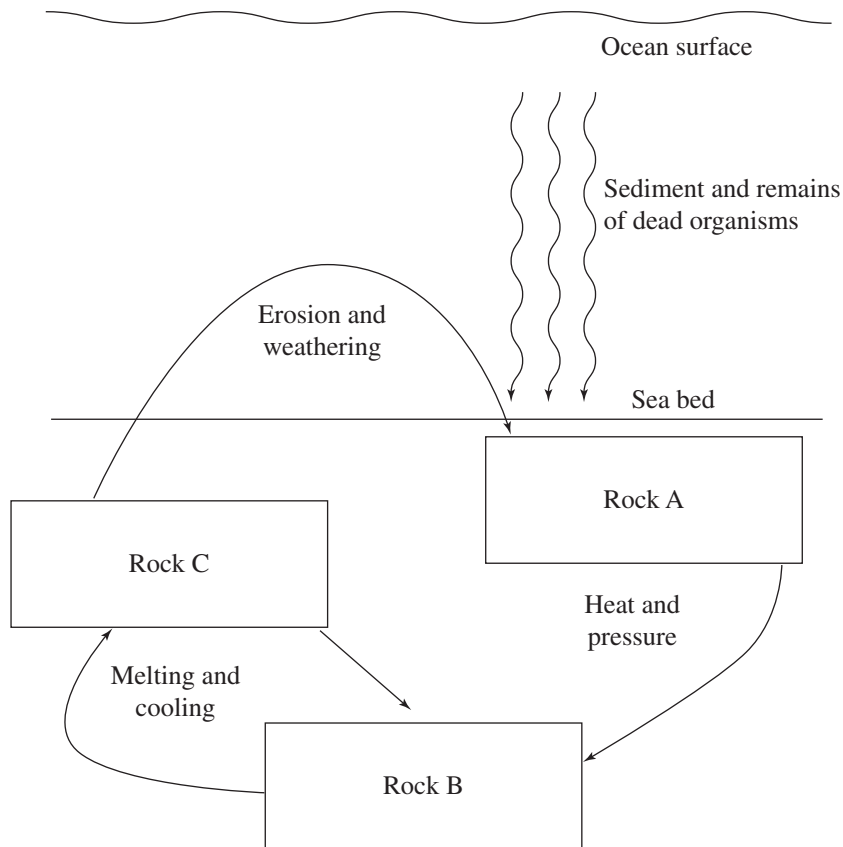 Ocean surface
Sediment and remains
of dead organisms
Erosion and
weathering
Sea bed
Rock A
Rock C
Heat and
pressure
Melting and
cooling
Rock B